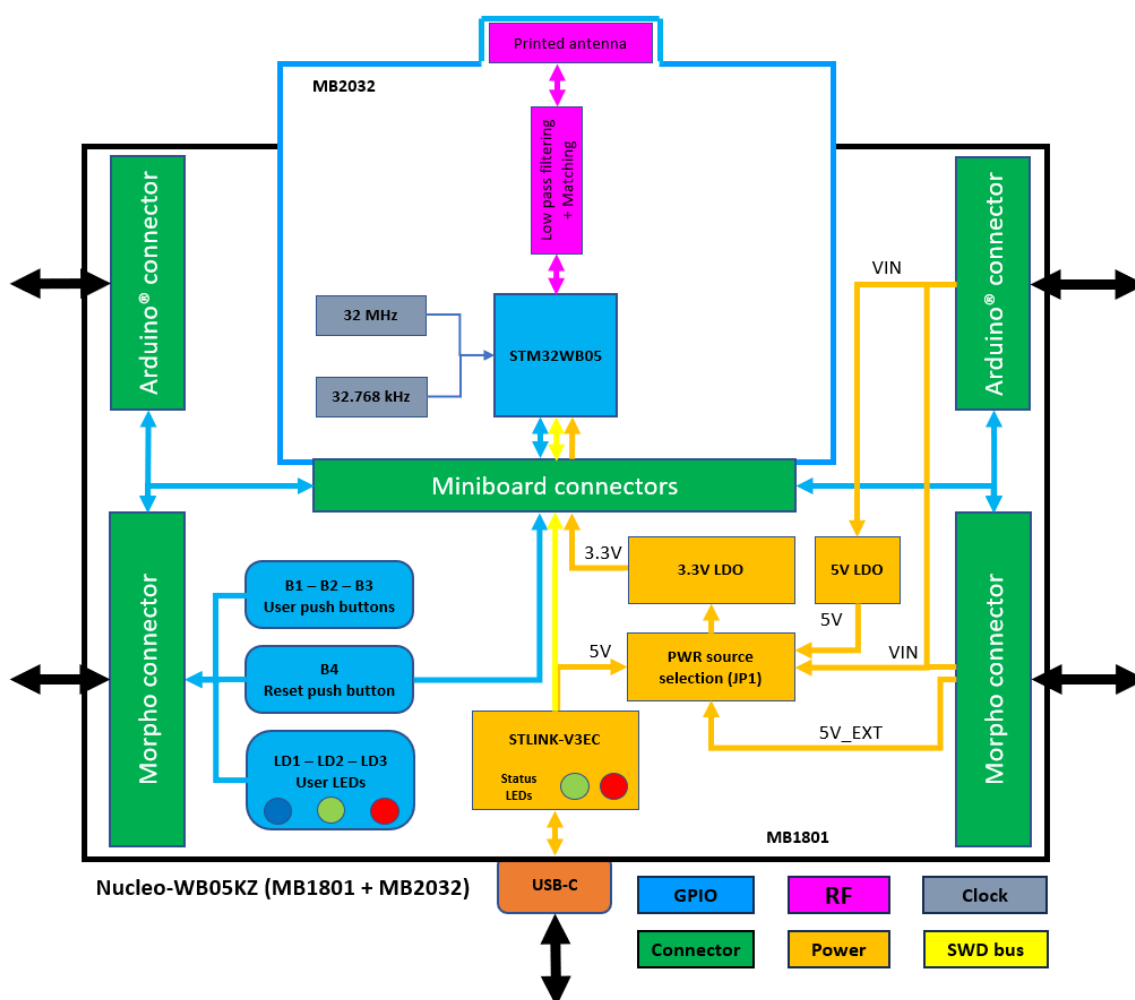 Printed antenna
MB2032
Low pass filtering
+ Matching
Arduino® connector
Arduino® connector
VIN
32 MHz
STM32WB05
32.768 kHz
Miniboard connectors
Morpho connector
Morpho connector
3.3V
3.3V LDO
5V LDO
B1 – B2 – B3
User push buttons
5V
5V
VIN
B4
Reset push button
PWR source
selection (JP1)
5V_EXT
STLINK-V3EC
LD1 – LD2 – LD3
User LEDs
Status
LEDs
MB1801
Nucleo-WB05KZ (MB1801 + MB2032)
USB-C
GPIO
RF
Clock
Connector
Power
SWD bus